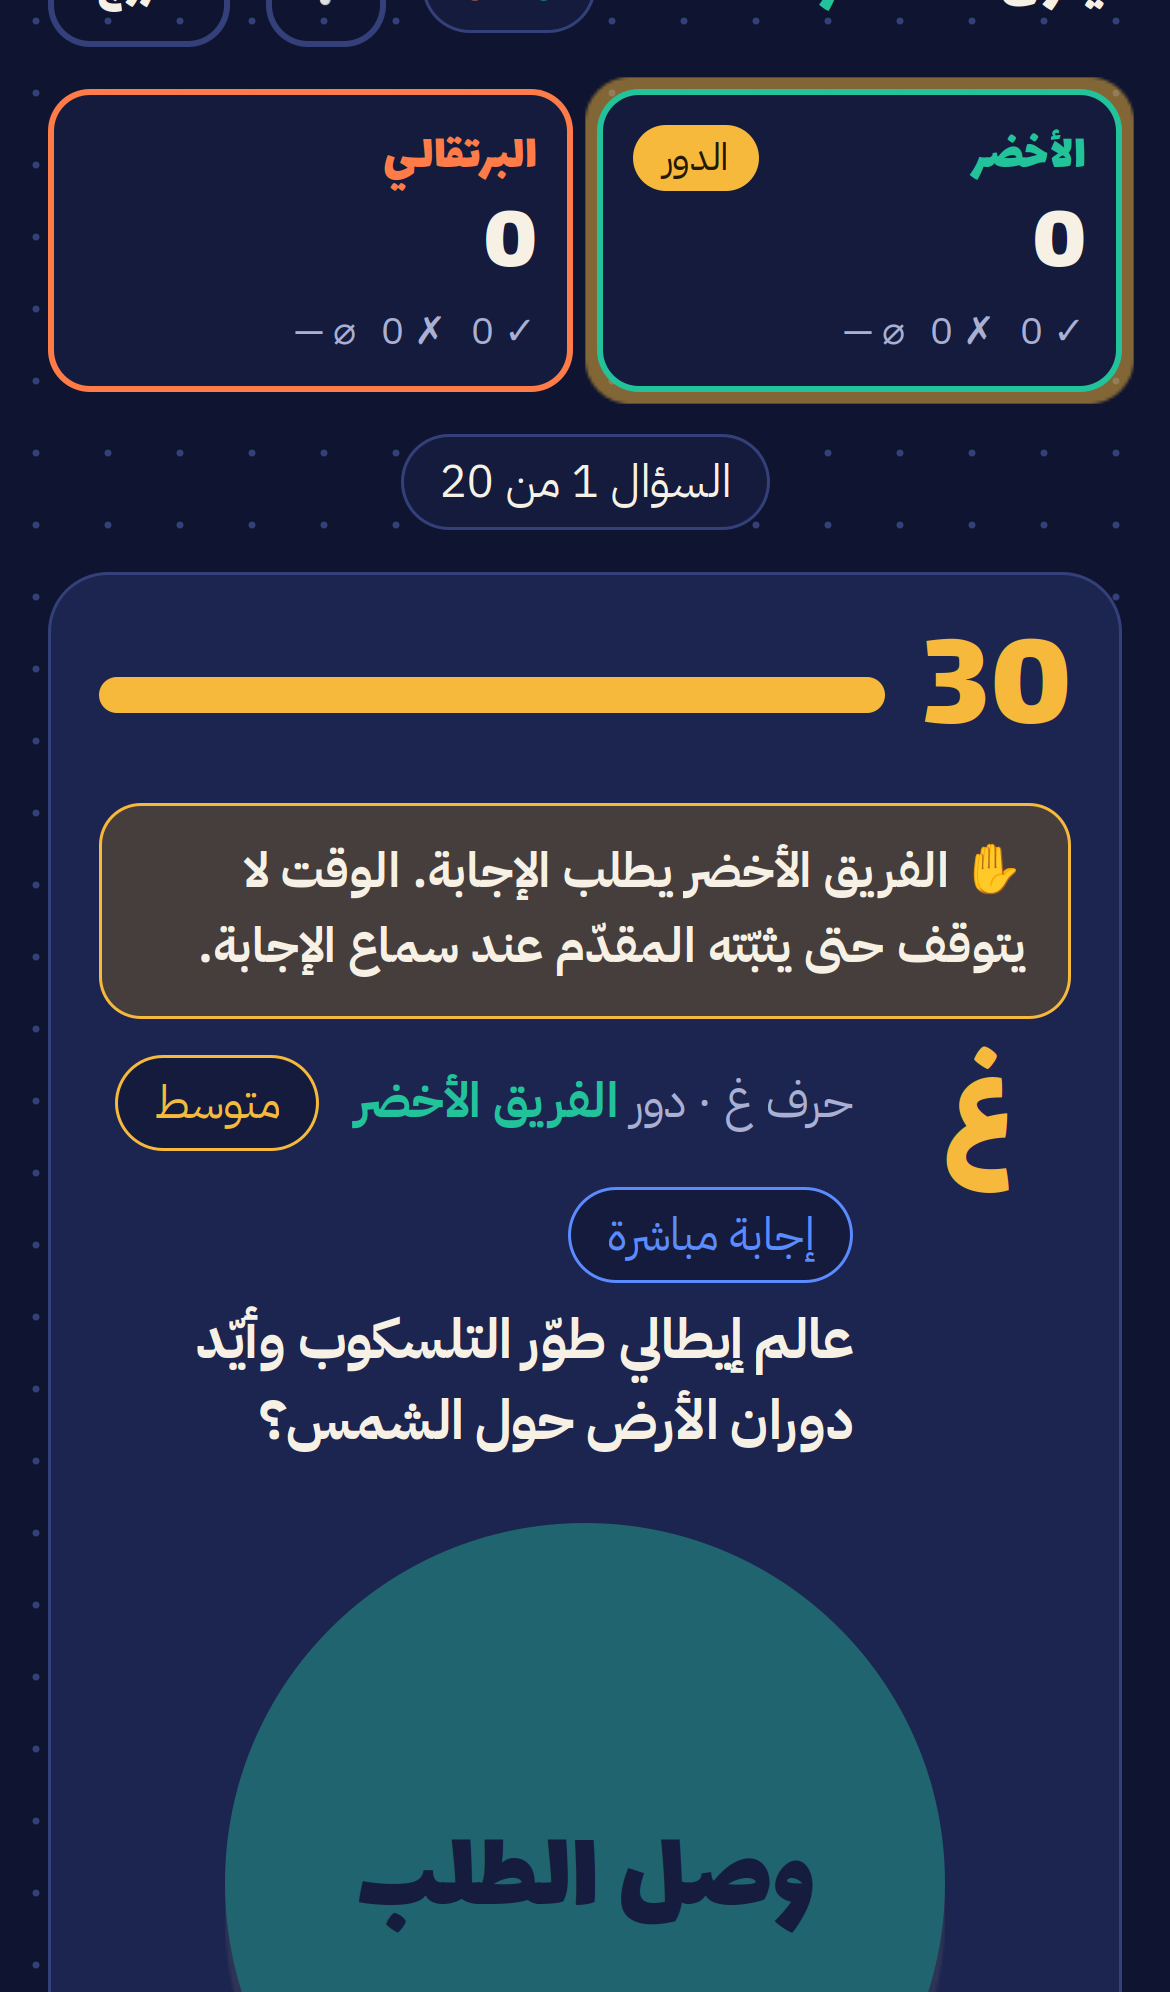 الأخضر
الدور
0
✓ 0 ✗ 0 ⌀ —
البرتقالي
0
✓ 0 ✗ 0 ⌀ —
السؤال 1 من 20
30
✋ الفريق الأخضر يطلب الإجابة. الوقت لا
يتوقف حتى يثبّته المقدّم عند سماع الإجابة.
غ
حرف غ · دور الفريق الأخضر
متوسط
إجابة مباشرة
عالم إيطالي طوّر التلسكوب وأيّد
دوران الأرض حول الشمس؟
وصل الطلب